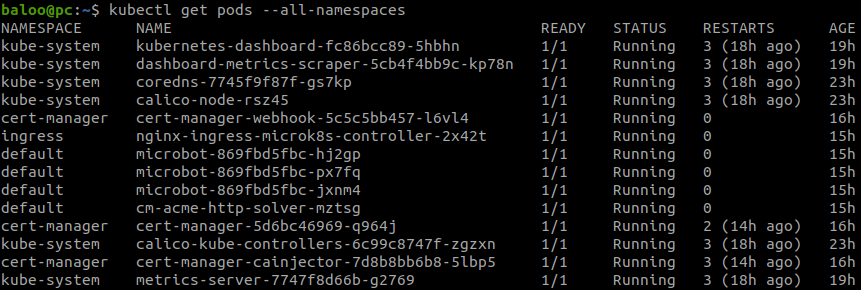 baloo@pc:~$ kubectl get pods --all-namespaces
NAMESPACE NAME READY STATUS RESTARTS AGE
kube-system kubernetes-dashboard-fc86bcc89-5hbhn 1/1 Running 3 (18h ago) 19h
kube-system dashboard-metrics-scraper-5cb4f4bb9c-kp78n 1/1 Running 3 (18h ago) 19h
kube-system coredns-7745f9f87f-gs7kp 1/1 Running 3 (18h ago) 23h
kube-system calico-node-rsz45 1/1 Running 3 (18h ago) 23h
cert-manager cert-manager-webhook-5c5c5bb457-l6vl4 1/1 Running 0 16h
ingress nginx-ingress-microk8s-controller-2x42t 1/1 Running 0 15h
default microbot-869fbd5fbc-hj2gp 1/1 Running 0 15h
default microbot-869fbd5fbc-px7fq 1/1 Running 0 15h
default microbot-869fbd5fbc-jxnm4 1/1 Running 0 15h
default cm-acme-http-solver-mztsg 1/1 Running 0 15h
cert-manager cert-manager-5d6bc46969-q964j 1/1 Running 2 (14h ago) 16h
kube-system calico-kube-controllers-6c99c8747f-zgzxn 1/1 Running 3 (18h ago) 23h
cert-manager cert-manager-cainjector-7d8b8bb6b8-5lbp5 1/1 Running 3 (14h ago) 16h
kube-system metrics-server-7747f8d66b-g2769 1/1 Running 3 (18h ago) 19h